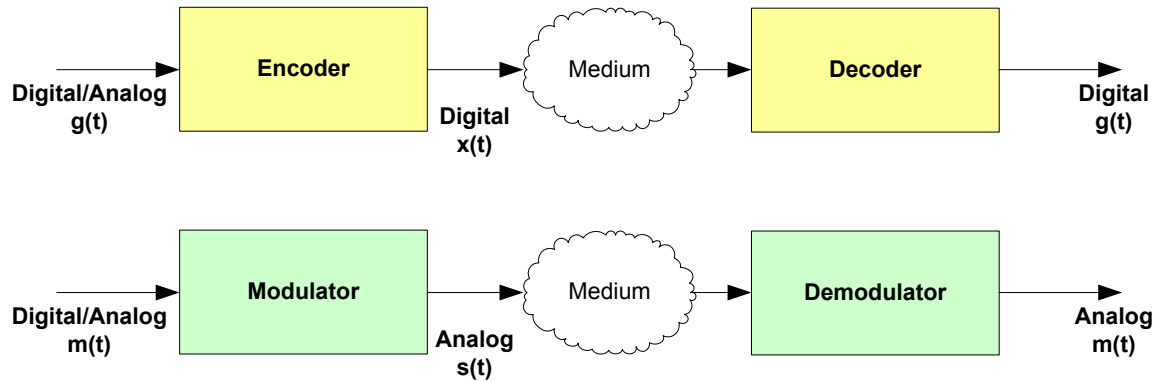 Encoder
Medium
Decoder
Digital/Analog
g(t)
Digital
x(t)
Digital
g(t)
Modulator
Medium
Demodulator
Digital/Analog
m(t)
Analog
s(t)
Analog
m(t)